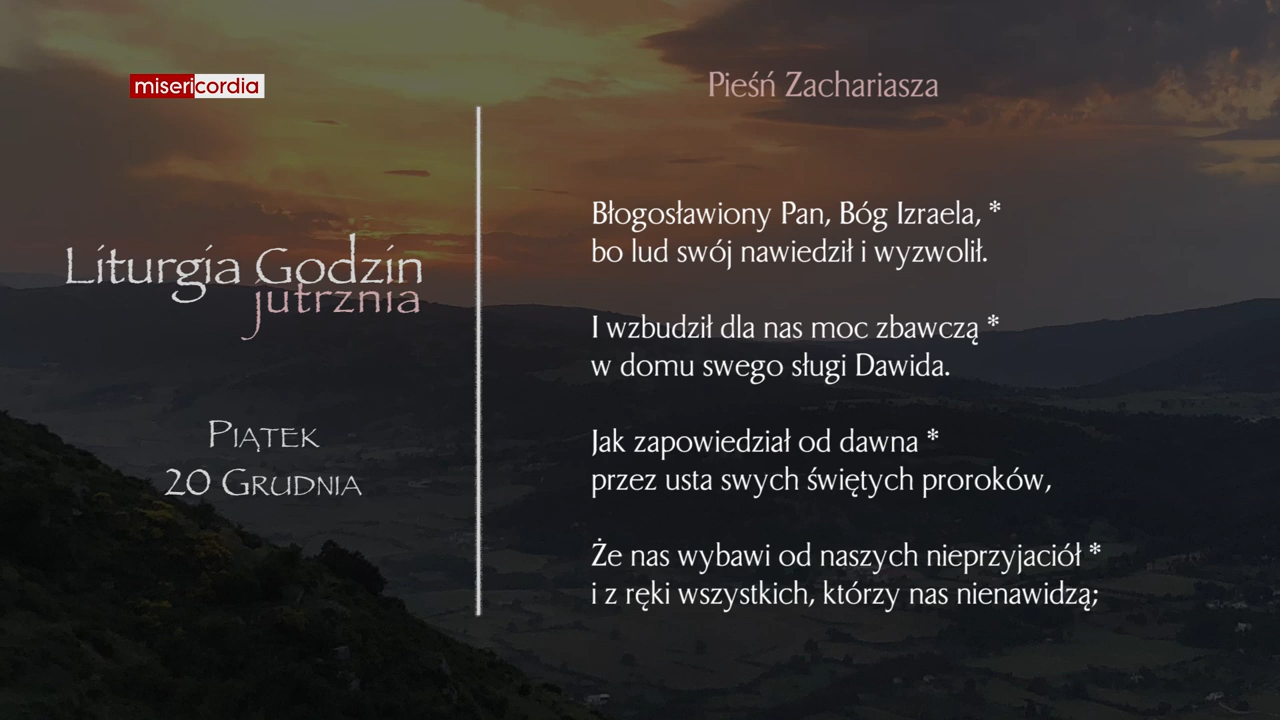 misericordia
Liturgia Godzin
jutrznia
Piątek
20 Grudnia
Pieśń Zachariasza
Błogosławiony Pan, Bóg Izraela, *
bo lud swój nawiedził i wyzwolił.
I wzbudził dla nas moc zbawczą *
w domu swego sługi Dawida.
Jak zapowiedział od dawna *
przez usta swych świętych proroków,
Że nas wybawi od naszych nieprzyjaciół *
i z ręki wszystkich, którzy nas nienawidzą;